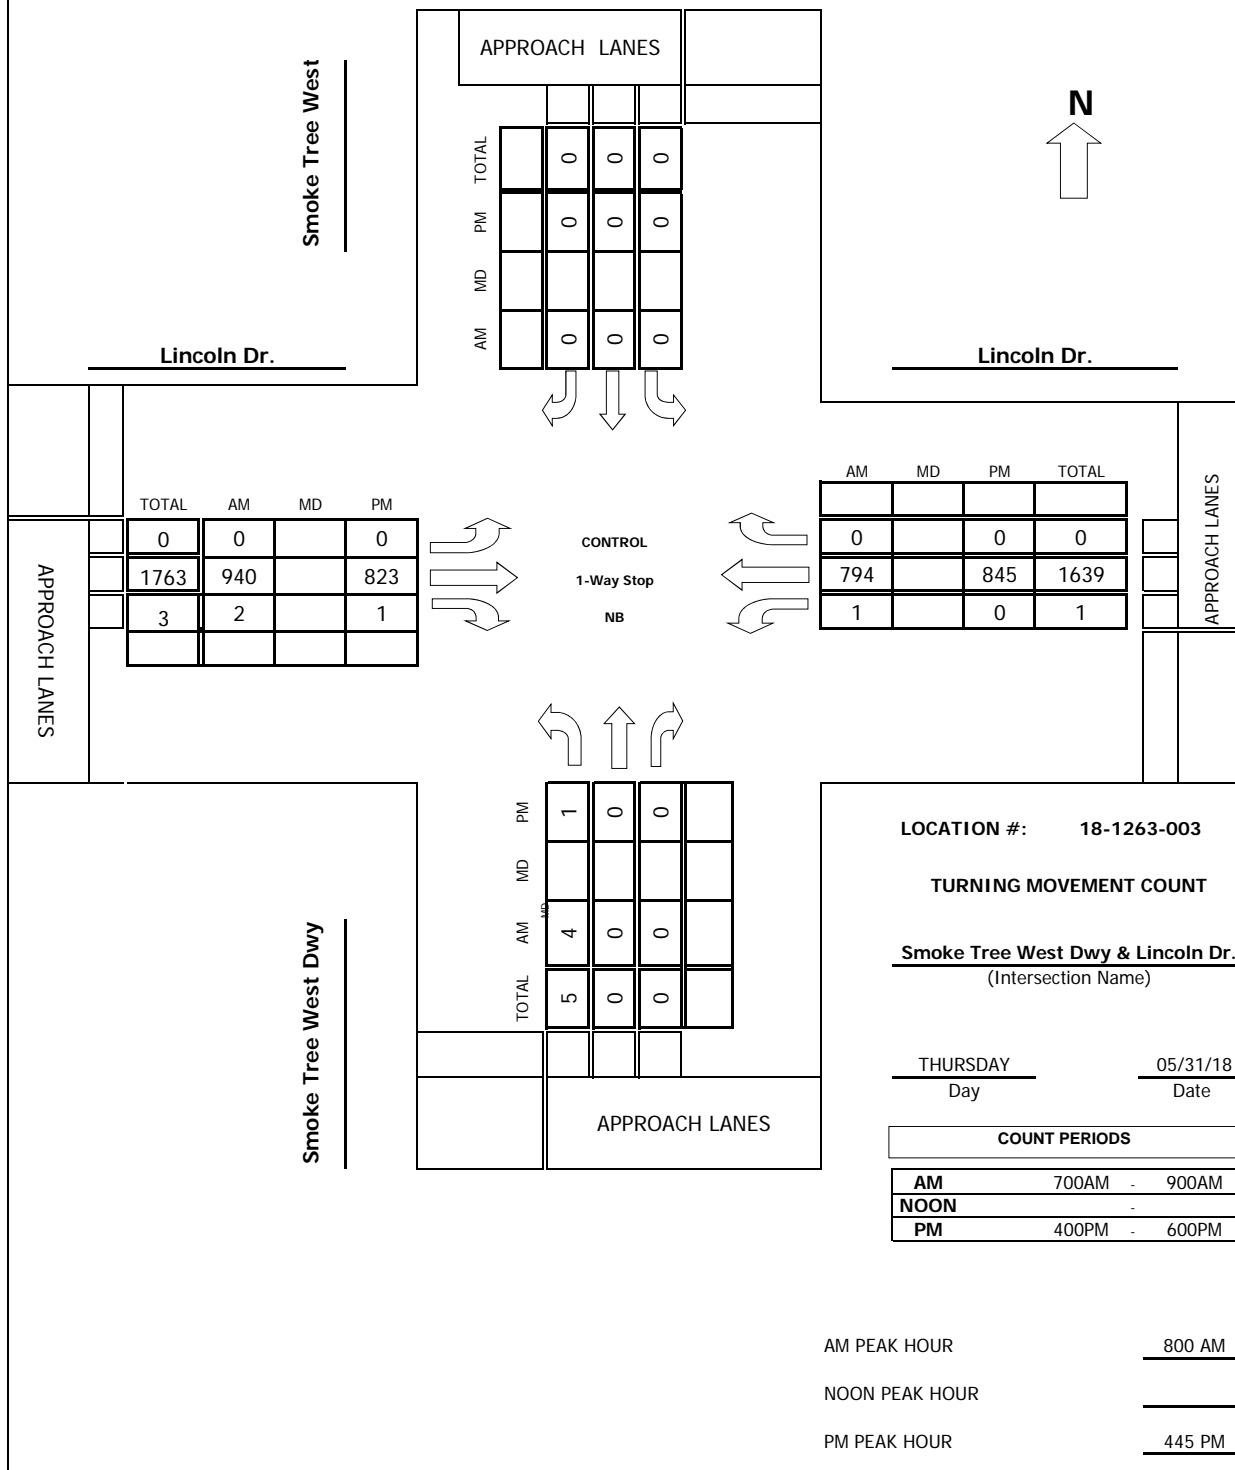 APPROACH LANES
Smoke Tree West
N
TOTAL 0 0 0
PM 0 0 0
MD
AM 0 0 0
Lincoln Dr.
Lincoln Dr.
TOTAL AM MD PM
0 0 0
1763 940 823
3 2 1
APPROACH LANES
CONTROL
1-Way Stop
NB
AM MD PM TOTAL
0 0 0
794 845 1639
1 0 1
APPROACH LANES
PM 1 0 0
MD
MD
AM 4 0 0
TOTAL 5 0 0
APPROACH LANES
Smoke Tree West Dwy
LOCATION #: 18-1263-003
TURNING MOVEMENT COUNT
Smoke Tree West Dwy & Lincoln Dr.
(Intersection Name)
THURSDAY 05/31/18
Day Date
COUNT PERIODS
AM 700AM - 900AM
NOON -
PM 400PM - 600PM
AM PEAK HOUR 800 AM
NOON PEAK HOUR
PM PEAK HOUR 445 PM